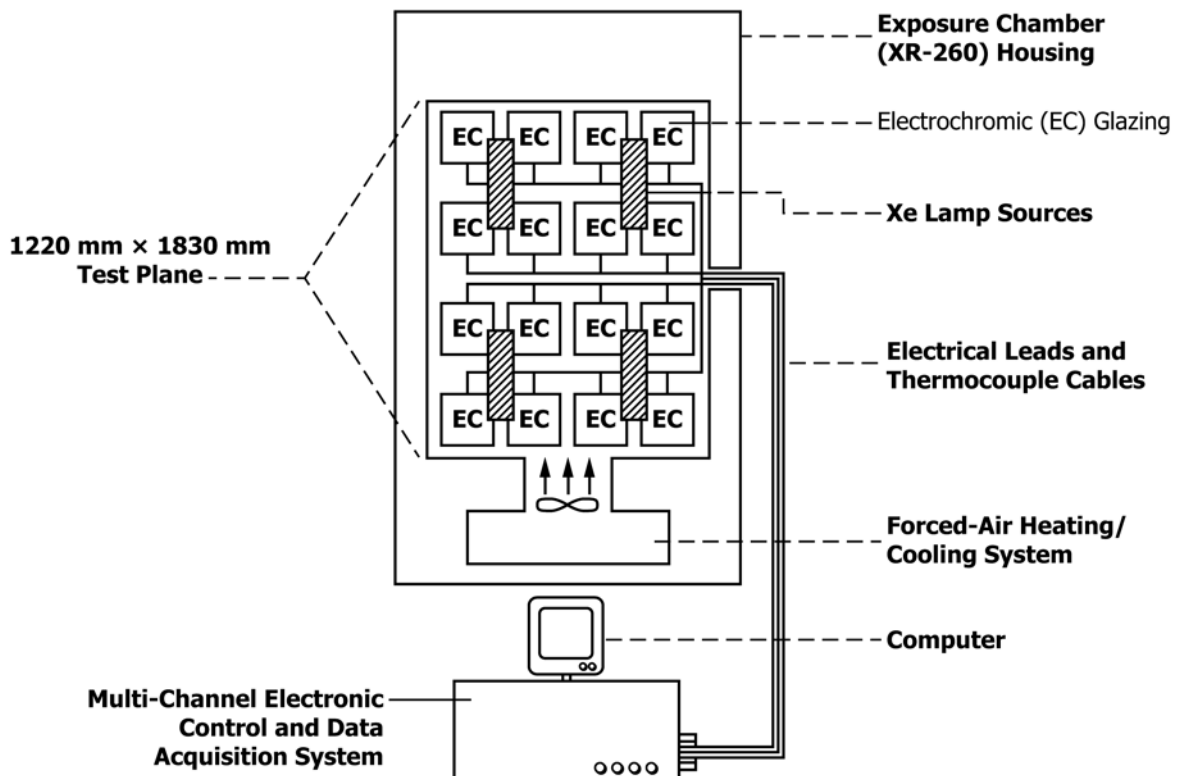 Exposure Chamber
(XR-260) Housing
EC EC EC EC
Electrochromic (EC) Glazing
Xe Lamp Sources
EC EC EC EC
1220 mm × 1830 mm
Test Plane
EC EC EC EC
Electrical Leads and
Thermocouple Cables
EC EC EC EC
Forced-Air Heating/
Cooling System
Computer
Multi-Channel Electronic
Control and Data
Acquisition System